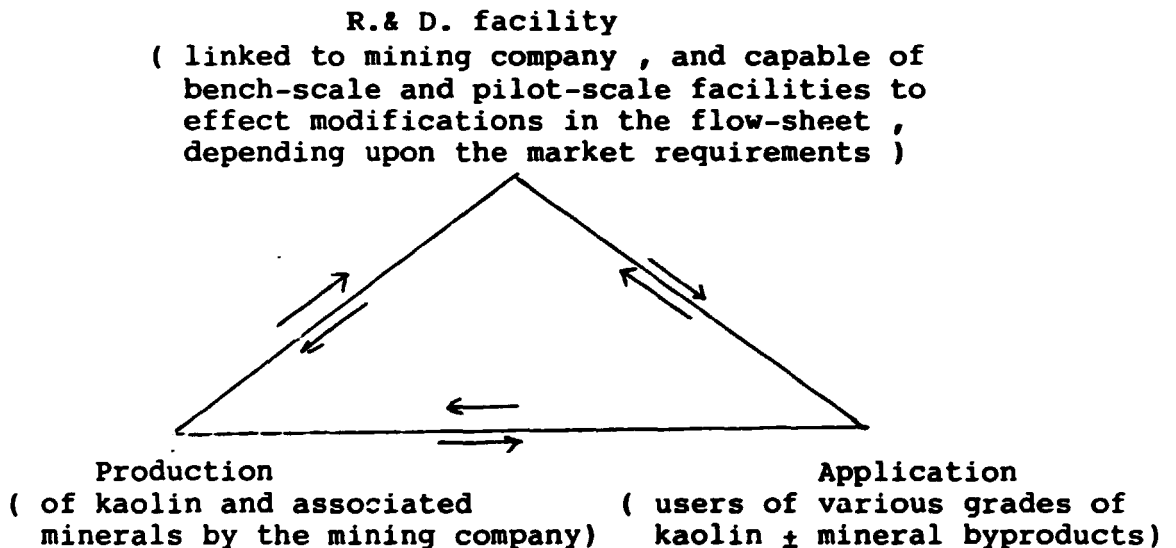 R.& D. facility
( linked to mining company , and capable of
bench-scale and pilot-scale facilities to
effect modifications in the flow-sheet ,
depending upon the market requirements )
Production
( of kaolin and associated
minerals by the mining company)
Application
( users of various grades of
kaolin ± mineral byproducts)